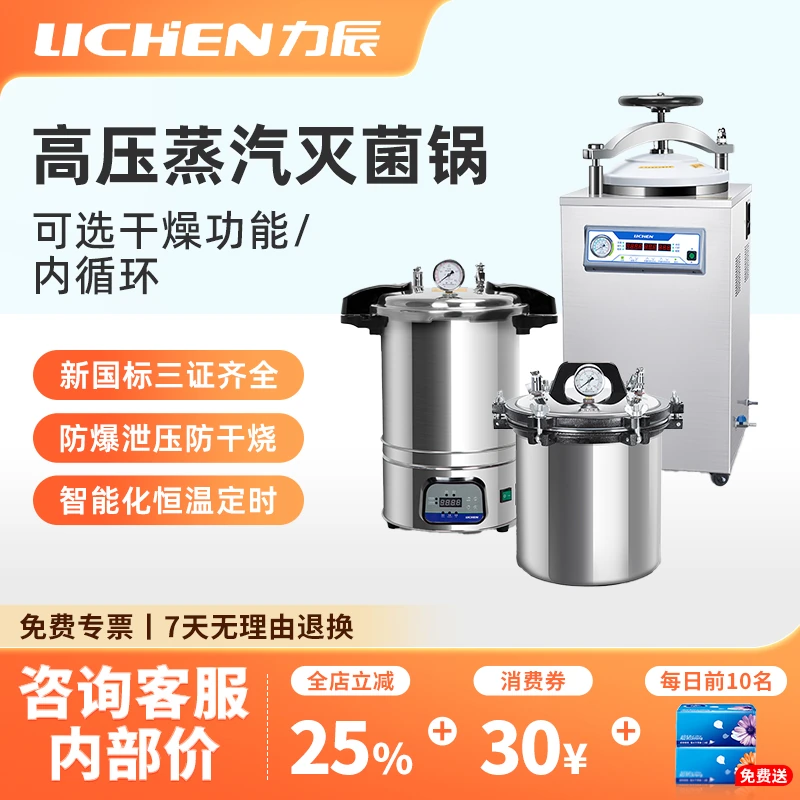 LICHEN力辰
高压蒸汽灭菌锅
可选干燥功能/
内循环
新国标三证齐全
防爆泄压防干烧
智能化恒温定时
LICHEN
LICHEN
免费专票丨7天无理由退换
咨询客服
内部价
全店立减
25%
+
消费券
30¥
+
每日前10名
免费送